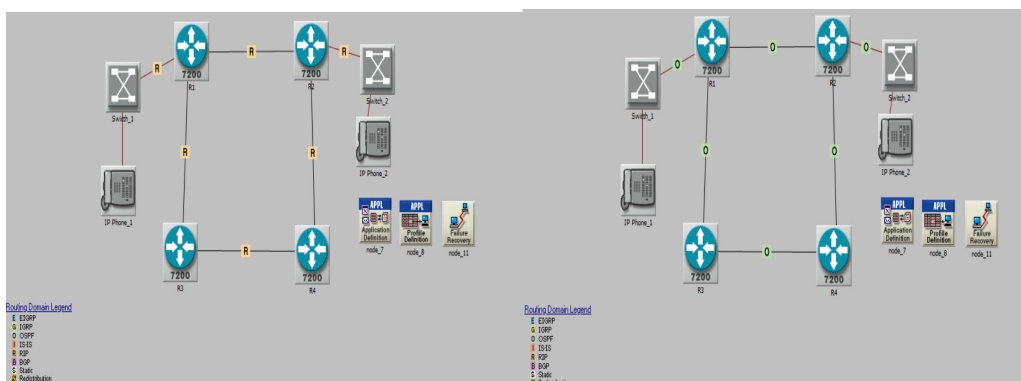 R
R
R
7200
R1
7200
R2
Switch_1
Switch_2
R
R
IP Phone_1
IP Phone_2
APPL
Application
Definition
node_7
APPL
Profile
Definition
node_8
Failure
Recovery
node_11
R
7200
R3
7200
R4
Routing Domain Legend
E EIGRP
G IGRP
O OSPF
I IS-IS
R RIP
B BGP
S Static
Redistribution
O
O
O
7200
R1
7200
R2
Switch_1
Switch_2
O
O
IP Phone_1
IP Phone_2
APPL
Application
Definition
node_7
APPL
Profile
Definition
node_8
Failure
Recovery
node_11
O
7200
R3
7200
R4
Routing Domain Legend
E EIGRP
G IGRP
O OSPF
I IS-IS
R RIP
B BGP
S Static